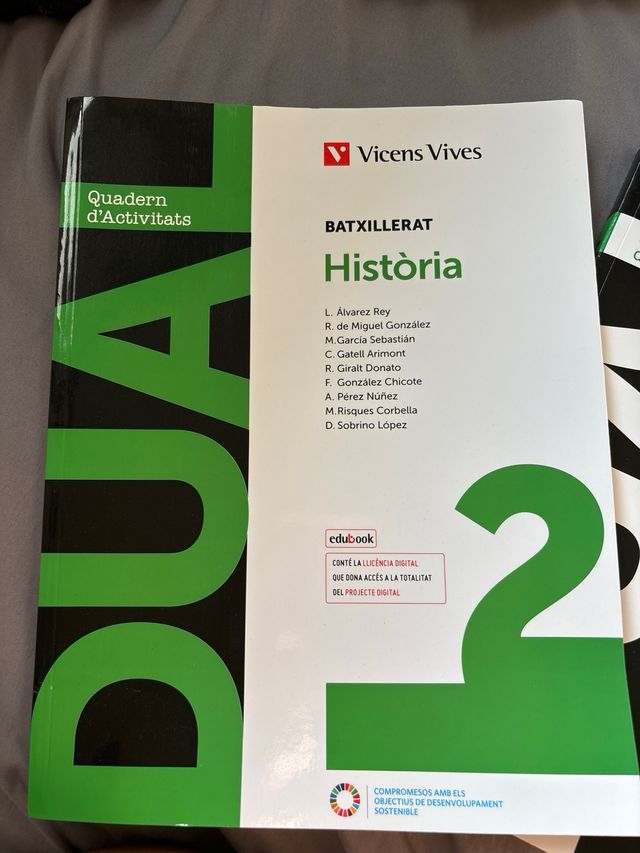 Quadern
d'Activitats
DUAL
Vicens Vives
BATXILLERAT
Història
L. Álvarez Rey
R. de Miguel González
M.García Sebastián
C. Gatell Arimont
R. Giralt Donato
F. González Chicote
A. Pérez Núñez
M.Risques Corbella
D. Sobrino López
2
edubook
CONTÉ LA LLICÈNCIA DIGITAL
QUE DONA ACCÉS A LA TOTALITAT
DEL PROJECTE DIGITAL
COMPROMESOS AMB ELS
OBJECTIUS DE DESENVOLUPAMENT
SOSTENIBLE